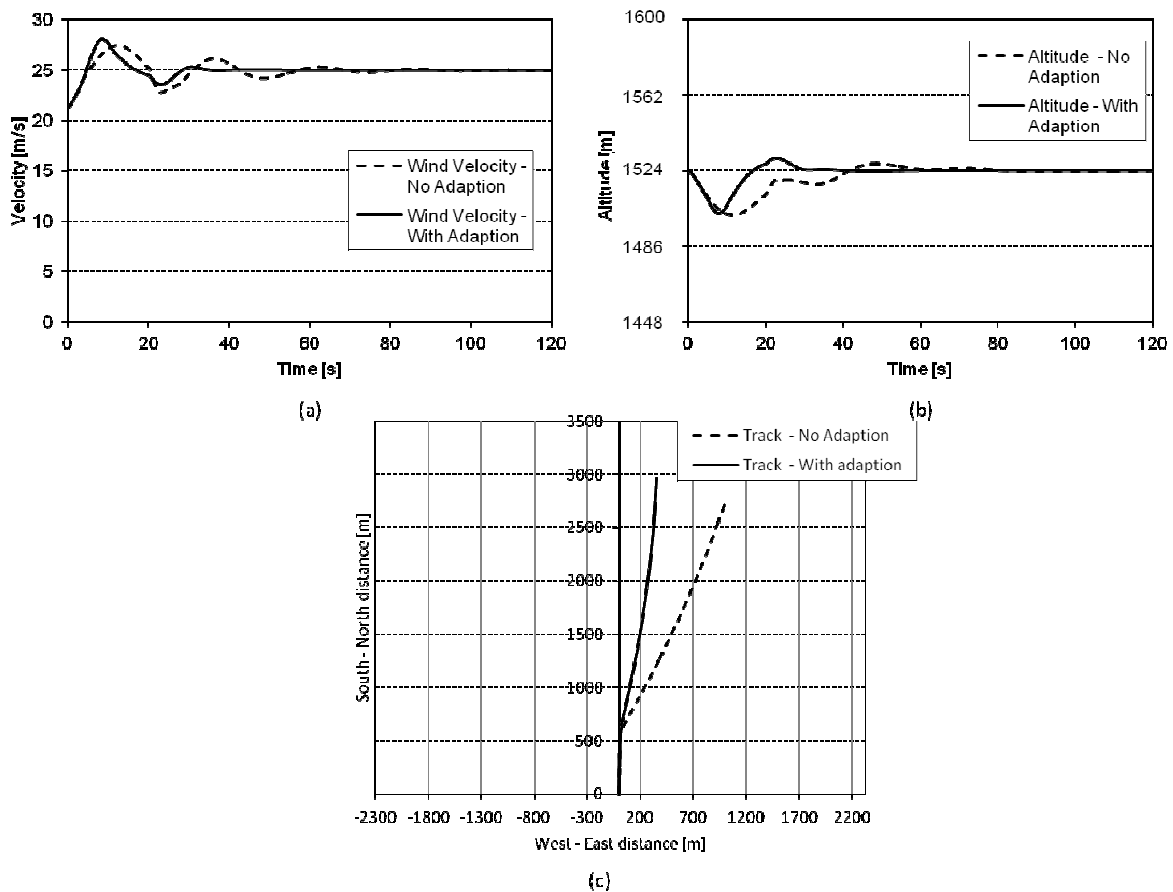 30
25
20
15
10
5
0
Velocity [m/s]
Wind Velocity -
No Adaption
Wind Velocity -
With Adaption
0 20 40 60 80 100 120
Time [s]
(a)
1600
1562
1524
1486
1448
Altitude [m]
Altitude - No
Adaption
Altitude - With
Adaption
0 20 40 60 80 100 120
Time [s]
(b)
3500
3000
2500
2000
1500
1000
500
0
South - North distance [m]
Track - No Adaption
Track - With adaption
-2300 -1800 -1300 -800 -300 200 700 1200 1700 2200
West - East distance [m]
(c)